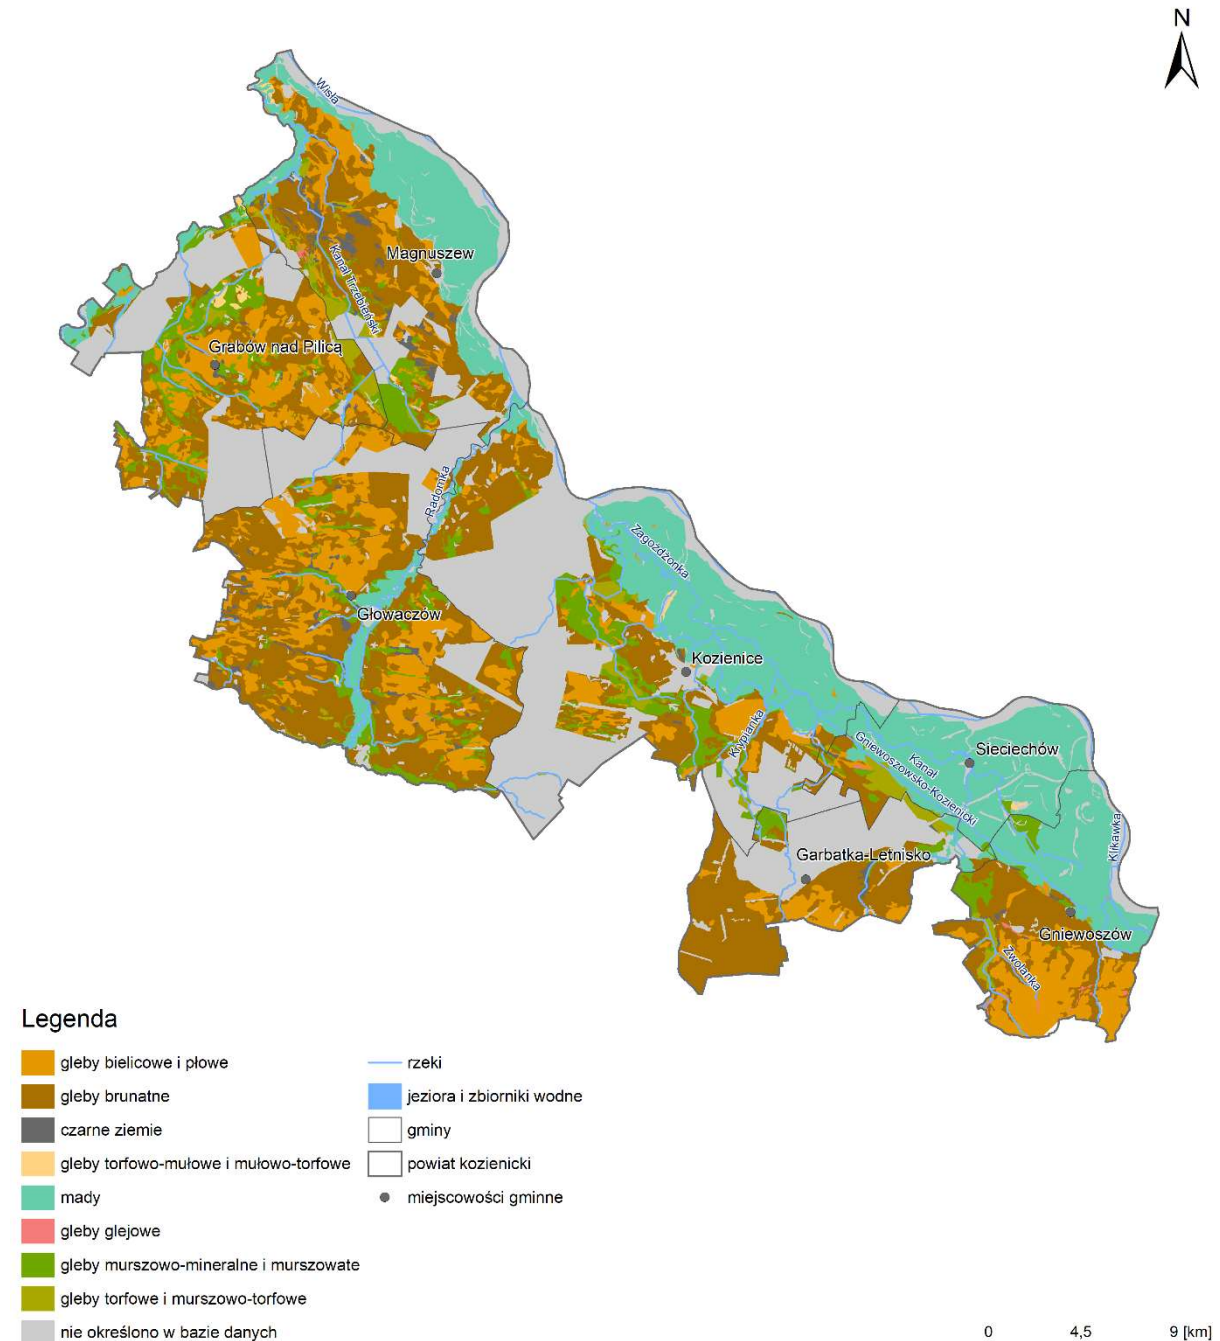 N
Wisła
Magnuszew
Kanał Trzebieński
Grabów nad Pilicą
Radomka
Zagożdżonka
Głowaczów
Kozienice
Krypianka
Sieciechów
Kanał
Gniewoszowsko-Kozienicki
Klikawka
Garbatka-Letnisko
Gniewoszów
Zwolanka
Legenda
gleby bielicowe i płowe
gleby brunatne
czarne ziemie
gleby torfowo-mułowe i mułowo-torfowe
mady
gleby glejowe
gleby murszowo-mineralne i murszowate
gleby torfowe i murszowo-torfowe
nie określono w bazie danych
rzeki
jeziora i zbiorniki wodne
gminy
powiat kozienicki
miejscowości gminne
0 4,5 9 [km]